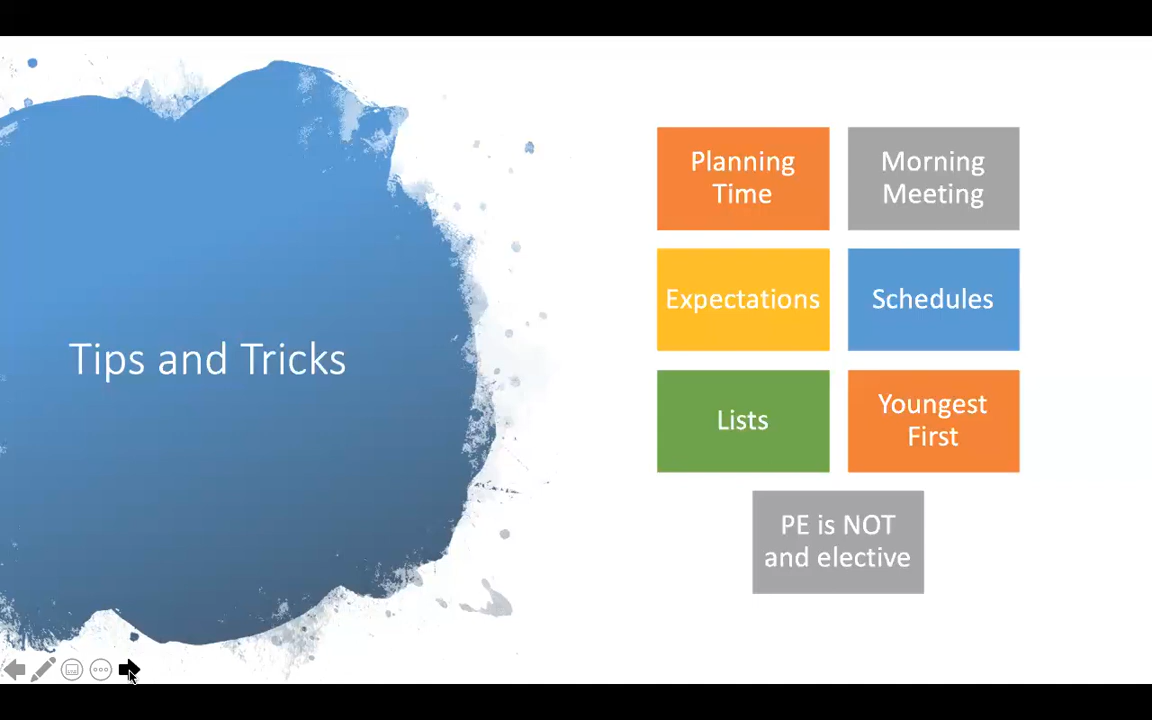 Tips and Tricks
Planning
Time
Morning
Meeting
Expectations
Schedules
Lists
Youngest
First
PE is NOT
and elective